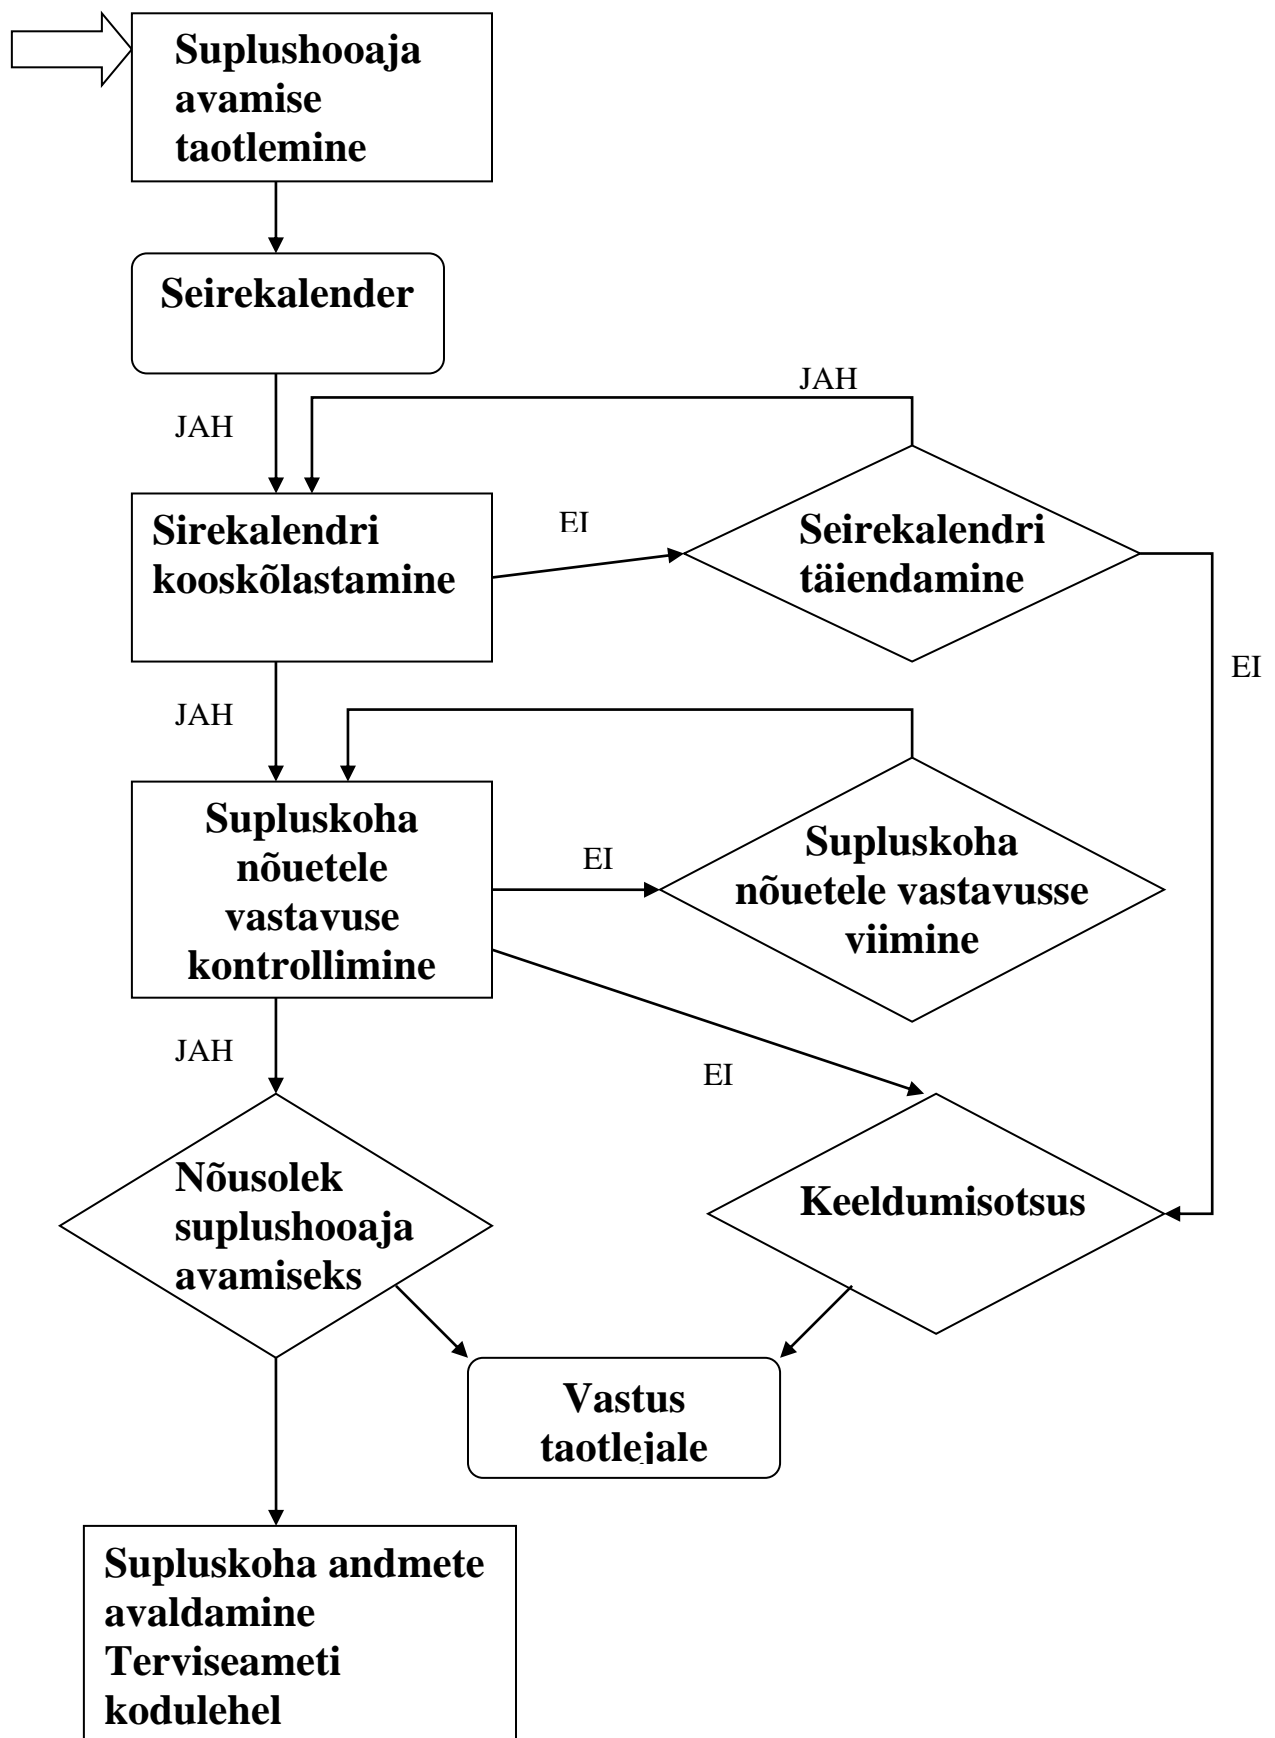 Suplushooaja
avamise
taotlemine
Seirekalender
JAH
JAH
Sirekalendri
kooskõlastamine
EI
Seirekalendri
täiendamine
EI
JAH
Supluskoha
nõuetele
vastavuse
kontrollimine
EI
Supluskoha
nõuetele vastavusse
viimine
JAH
EI
Nõusolek
suplushooaja
avamiseks
Keeldumisotsus
Vastus
taotlejale
Supluskoha andmete
avaldamine
Terviseameti
kodulehel